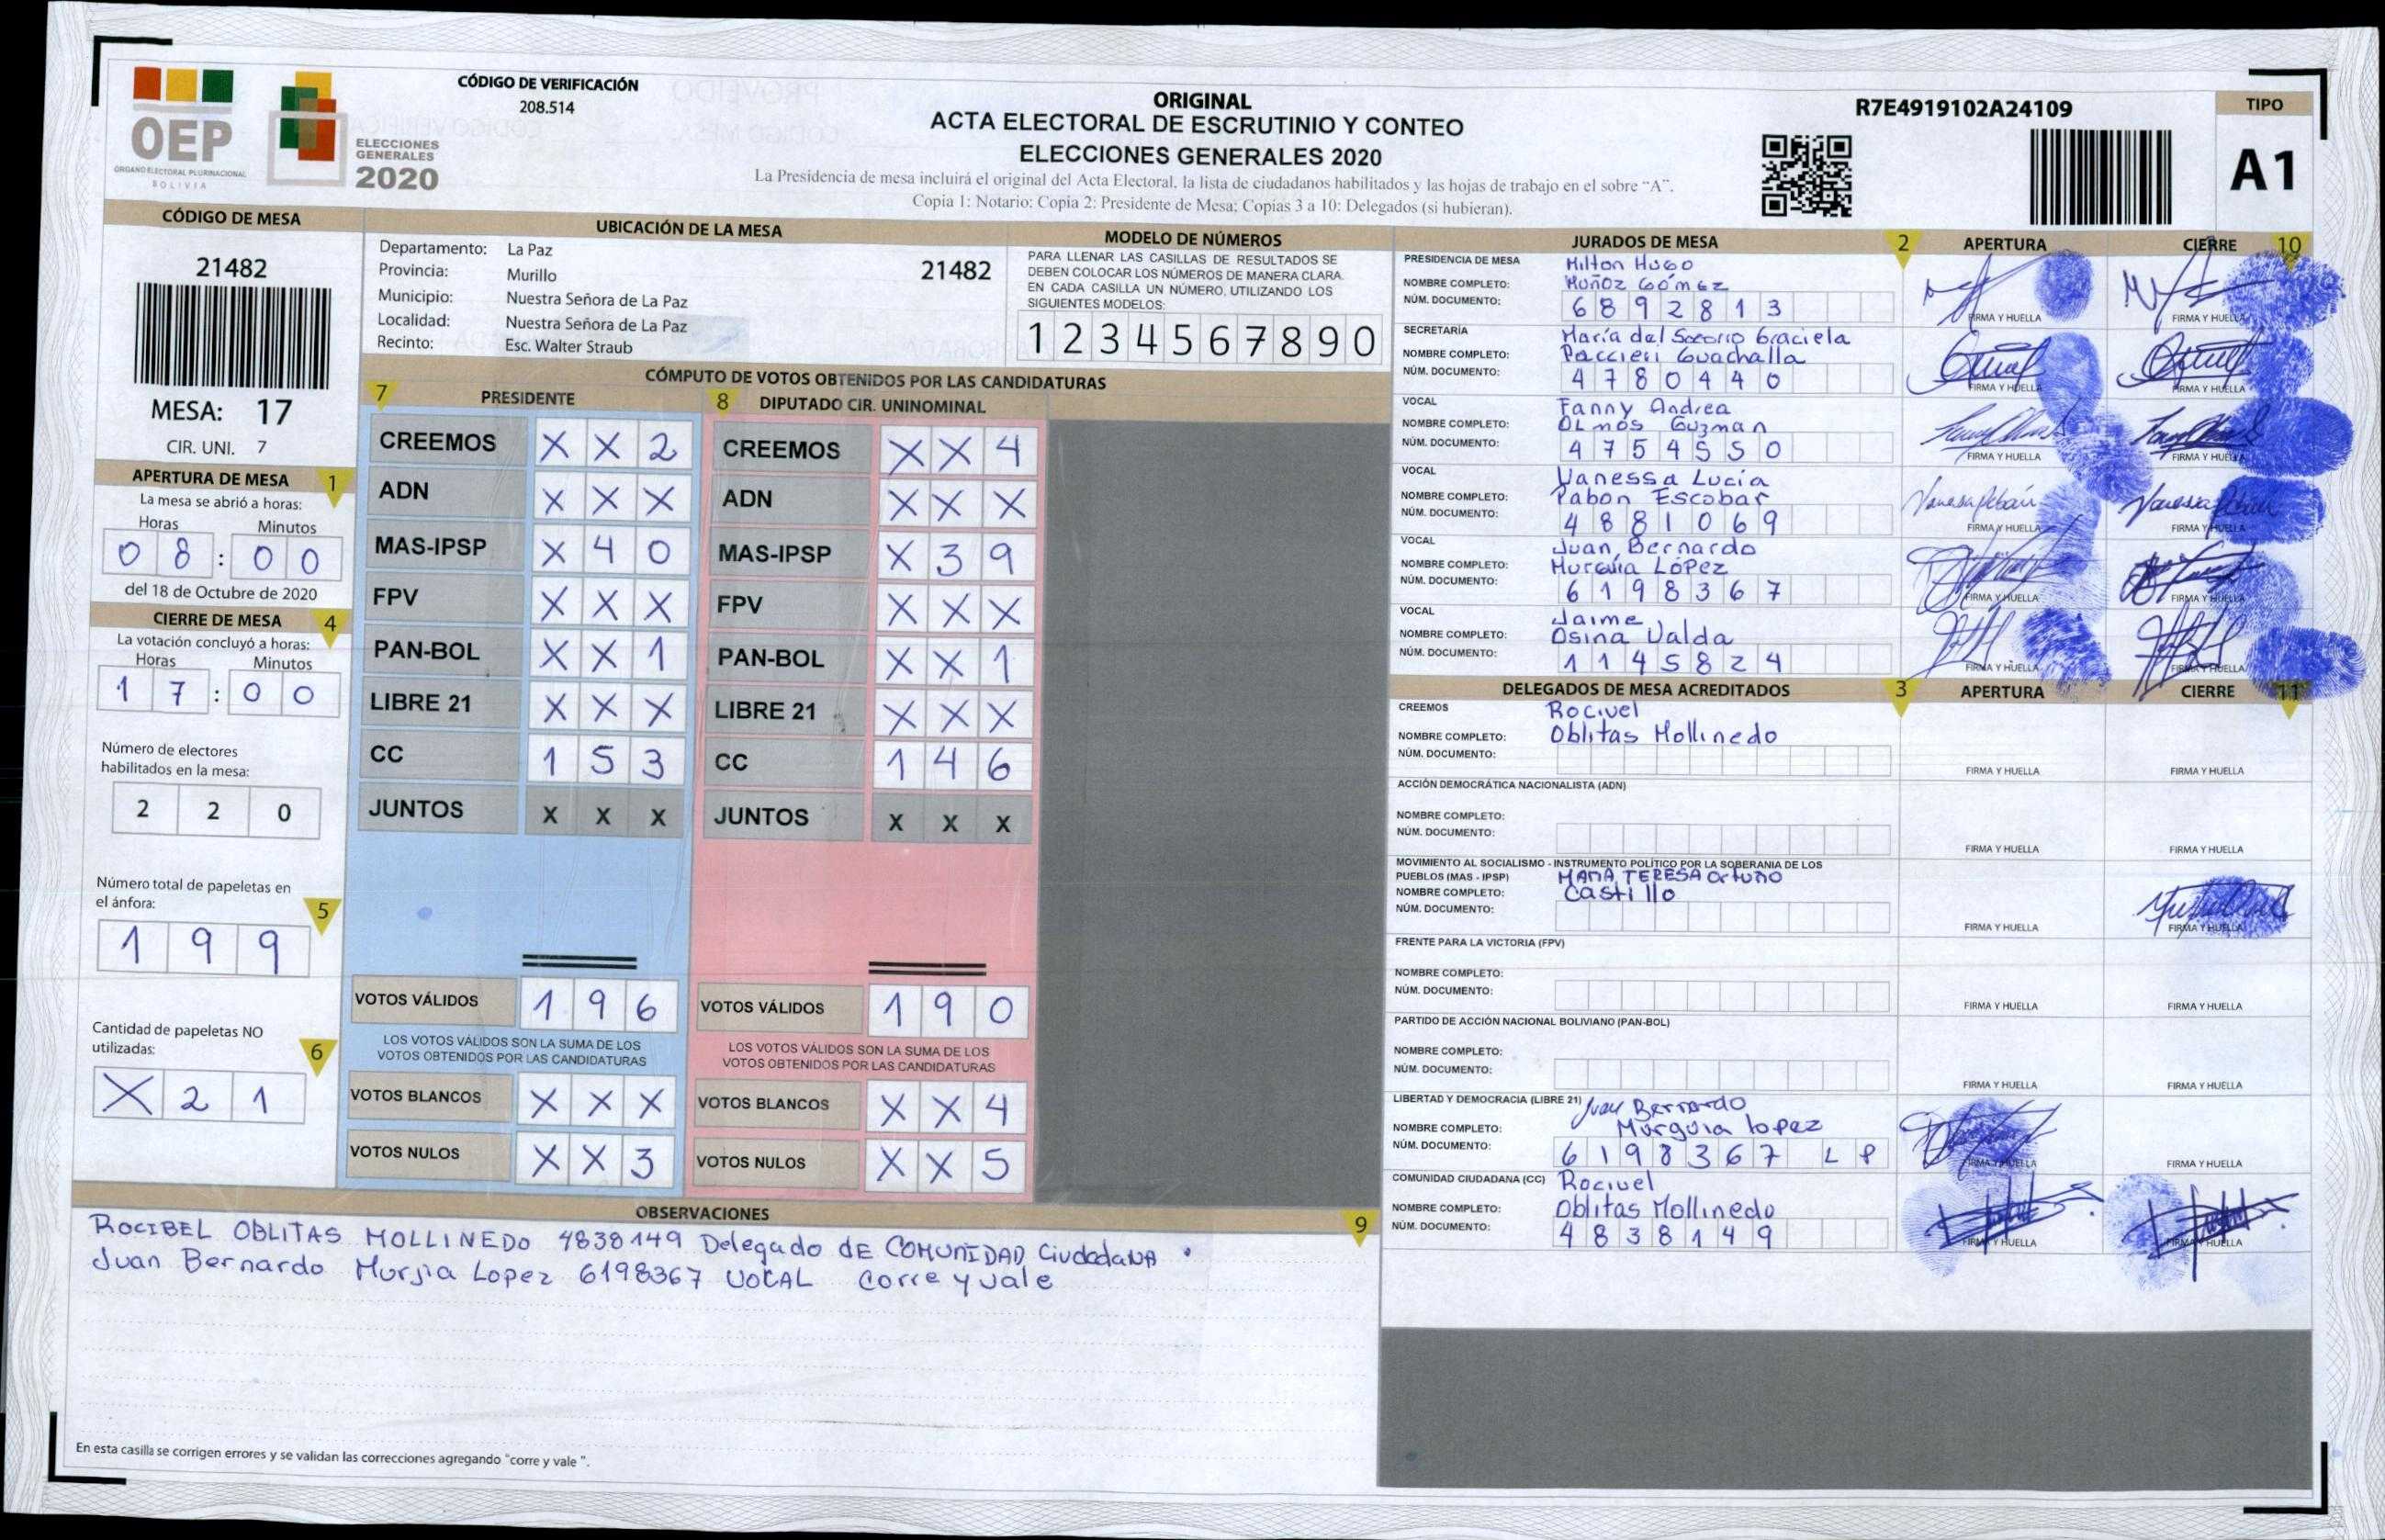 OEP
ÓRGANO ELECTORAL PLURINACIONAL
BOLIVIA
ELECCIONES
GENERALES
2020
CÓDIGO DE VERIFICACIÓN
208.514
ORIGINAL
ACTA ELECTORAL DE ESCRUTINIO Y CONTEO
ELECCIONES GENERALES 2020
La Presidencia de mesa incluirá el original del Acta Electoral, la lista de ciudadanos habilitados y las hojas de trabajo en el sobre "A".
Copia 1: Notario; Copia 2: Presidente de Mesa; Copias 3 a 10: Delegados (si hubieran).
R7E4919102A24109
TIPO
A1
CÓDIGO DE MESA
21482
MESA: 17
CIR. UNI. 7
APERTURA DE MESA 1
La mesa se abrió a horas:
Horas Minutos
0 8 : 0 0
del 18 de Octubre de 2020
CIERRE DE MESA 4
La votación concluyó a horas:
Horas Minutos
1 7 : 0 0
Número de electores
habilitados en la mesa:
2 2 0
Número total de papeletas en
el ánfora: 5
1 9 9
Cantidad de papeletas NO
utilizadas: 6
X 2 1
UBICACIÓN DE LA MESA
Departamento: La Paz
Provincia: Murillo
21482
Municipio: Nuestra Señora de La Paz
Localidad: Nuestra Señora de La Paz
Recinto: Esc. Walter Straub
MODELO DE NÚMEROS
PARA LLENAR LAS CASILLAS DE RESULTADOS SE
DEBEN COLOCAR LOS NÚMEROS DE MANERA CLARA.
EN CADA CASILLA UN NÚMERO, UTILIZANDO LOS
SIGUIENTES MODELOS:
1 2 3 4 5 6 7 8 9 0
CÓMPUTO DE VOTOS OBTENIDOS POR LAS CANDIDATURAS
7 PRESIDENTE 8 DIPUTADO CIR. UNINOMINAL
CREEMOS X X 2 CREEMOS X X 4
ADN X X X ADN X X X
MAS-IPSP X 4 0 MAS-IPSP X 3 9
FPV X X X FPV X X X
PAN-BOL X X 1 PAN-BOL X X 1
LIBRE 21 X X X LIBRE 21 X X X
CC 1 5 3 CC 1 4 6
JUNTOS X X X JUNTOS X X X
VOTOS VÁLIDOS 1 9 6 VOTOS VÁLIDOS 1 9 0
LOS VOTOS VÁLIDOS SON LA SUMA DE LOS
VOTOS OBTENIDOS POR LAS CANDIDATURAS
LOS VOTOS VÁLIDOS SON LA SUMA DE LOS
VOTOS OBTENIDOS POR LAS CANDIDATURAS
VOTOS BLANCOS X X X VOTOS BLANCOS X X 4
VOTOS NULOS X X 3 VOTOS NULOS X X 5
OBSERVACIONES
9
ROCIBEL OBLITAS MOLLINEDO 4838149 Delegado dE COMUNIDAD Ciudadana
Juan Bernardo Mursia Lopez 6198367 VOCAL corre y vale
En esta casilla se corrigen errores y se validan las correcciones agregando "corre y vale ".
JURADOS DE MESA 2 APERTURA CIERRE 10
PRESIDENCIA DE MESA Milton Hugo
NOMBRE COMPLETO: Muñoz Gómez
NÚM. DOCUMENTO: 6 8 9 2 8 1 3
FIRMA Y HUELLA FIRMA Y HUELLA
SECRETARÍA María del Socorro Graciela
NOMBRE COMPLETO: Paccieri Guachalla
NÚM. DOCUMENTO: 4 7 8 0 4 4 0
FIRMA Y HUELLA FIRMA Y HUELLA
VOCAL Fanny Andrea
NOMBRE COMPLETO: Olmos Guzman
NÚM. DOCUMENTO: 4 7 5 4 5 5 0
FIRMA Y HUELLA FIRMA Y HUELLA
VOCAL Vanessa Lucía
NOMBRE COMPLETO: Pabon Escobar
NÚM. DOCUMENTO: 4 8 8 1 0 6 9
FIRMA Y HUELLA FIRMA Y HUELLA
VOCAL Juan Bernardo
NOMBRE COMPLETO: López
NÚM. DOCUMENTO: 6 1 9 8 3 6 7
FIRMA Y HUELLA FIRMA Y HUELLA
VOCAL Jaime
NOMBRE COMPLETO: Osina Valda
NÚM. DOCUMENTO: 1 1 4 5 8 2 4
FIRMA Y HUELLA FIRMA Y HUELLA
DELEGADOS DE MESA ACREDITADOS 3 APERTURA CIERRE 11
CREEMOS Rocivel
NOMBRE COMPLETO: Oblitas Mollinedo
NÚM. DOCUMENTO:
FIRMA Y HUELLA FIRMA Y HUELLA
ACCIÓN DEMOCRÁTICA NACIONALISTA (ADN)
NOMBRE COMPLETO:
NÚM. DOCUMENTO:
FIRMA Y HUELLA FIRMA Y HUELLA
MOVIMIENTO AL SOCIALISMO - INSTRUMENTO POLÍTICO POR LA SOBERANIA DE LOS
PUEBLOS (MAS - IPSP) TERESA Ortuño
NOMBRE COMPLETO: Castillo
NÚM. DOCUMENTO:
FIRMA Y HUELLA FIRMA Y HUELLA
FRENTE PARA LA VICTORIA (FPV)
NOMBRE COMPLETO:
NÚM. DOCUMENTO:
FIRMA Y HUELLA FIRMA Y HUELLA
PARTIDO DE ACCIÓN NACIONAL BOLIVIANO (PAN-BOL)
NOMBRE COMPLETO:
NÚM. DOCUMENTO:
FIRMA Y HUELLA FIRMA Y HUELLA
LIBERTAD Y DEMOCRACIA (LIBRE 21) Juan Bernardo
NOMBRE COMPLETO: Murguia Lopez
NÚM. DOCUMENTO: 6 1 9 8 3 6 7 L P
FIRMA Y HUELLA FIRMA Y HUELLA
COMUNIDAD CIUDADANA (CC) Rocivel
NOMBRE COMPLETO: Oblitas Mollinedo
NÚM. DOCUMENTO: 4 8 3 8 1 4 9
FIRMA Y HUELLA FIRMA Y HUELLA